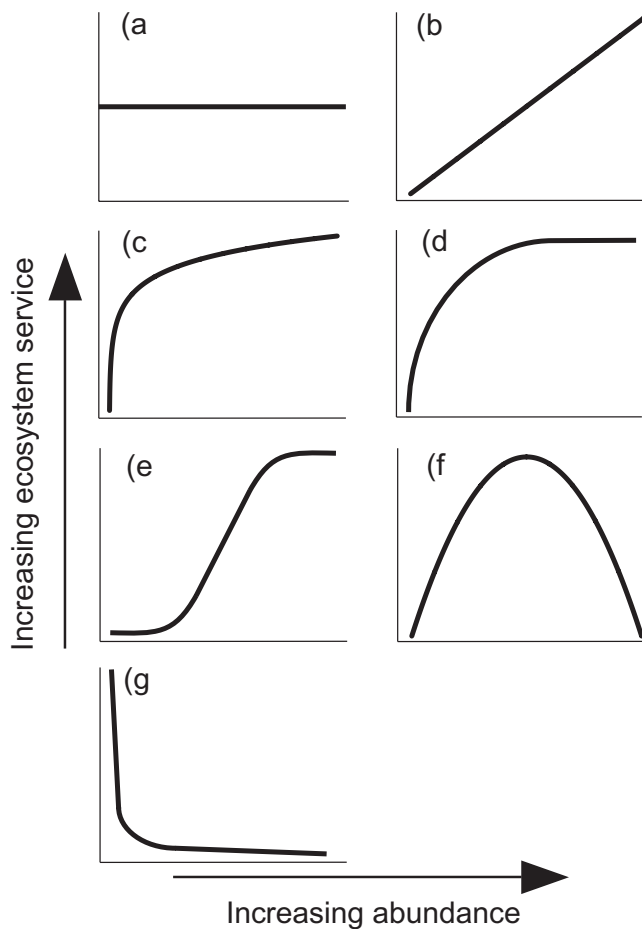 (a
(b
(c
(d
(e
(f
(g
Increasing ecosystem service
Increasing abundance